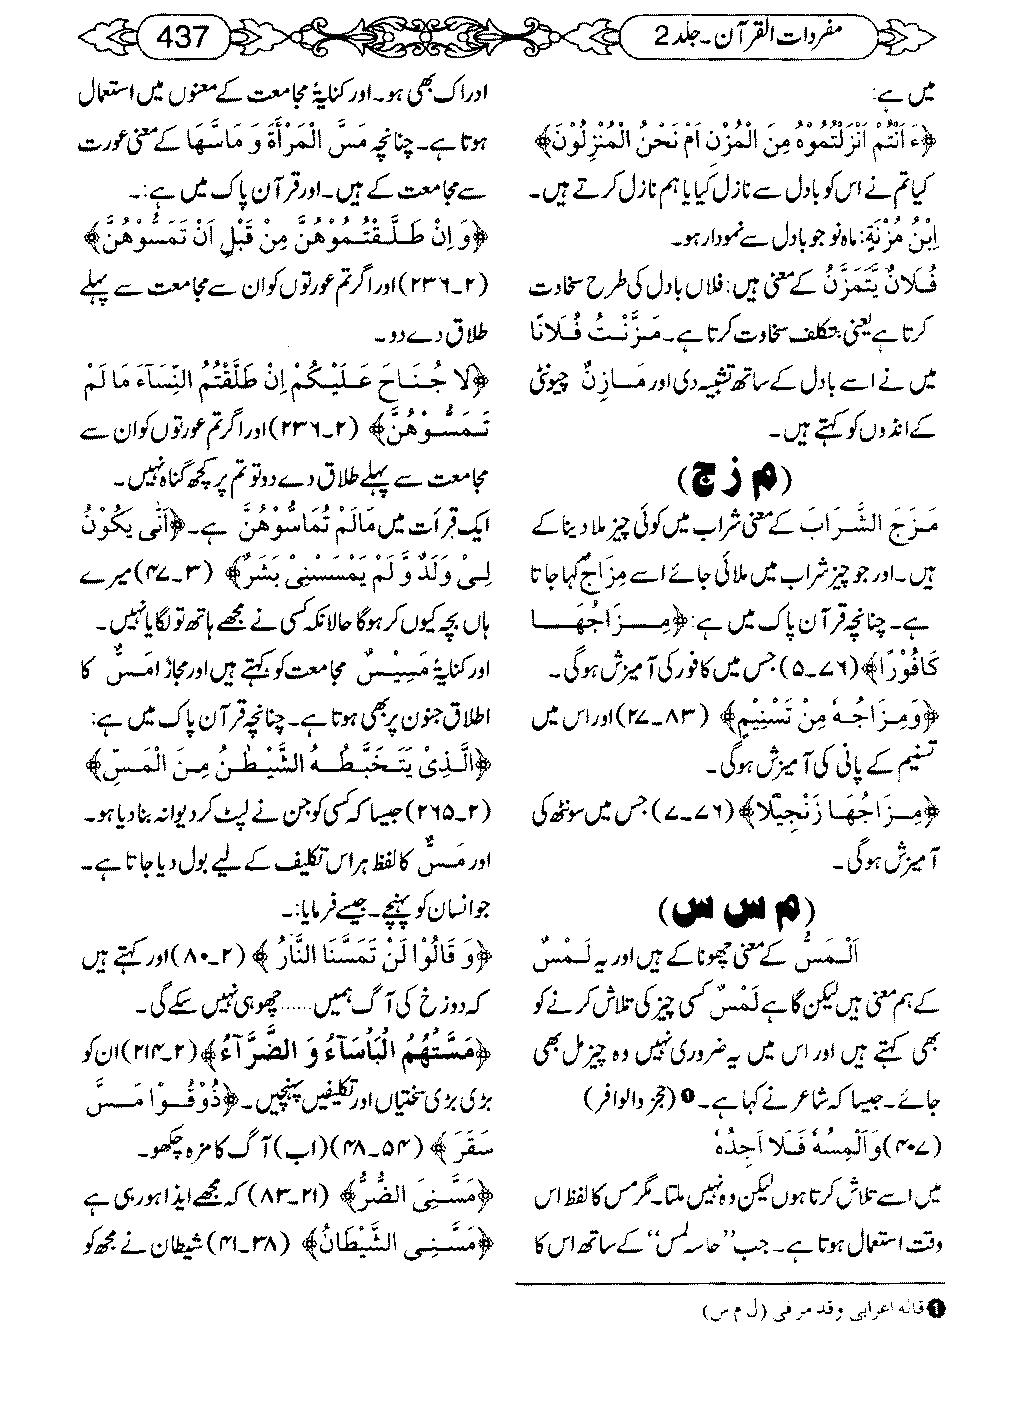 مفردات القرآن۔ جلد 2
437
میں ہے:
﴿ءَ اَنْتُمْ اَنْزَلْتُمُوْهُ مِنَ الْمُزْنِ اَمْ نَحْنُ الْمُنْزِلُوْنَ﴾
کیا تم نے اس کو بادل سے نازل کیا یا ہم نازل کرتے ہیں۔
اِبْنُ مُزْنَةٍ: ماہ نو جو بادل سے نمودار ہو۔
فُلَانٌ يَّتَمَزَّنُ کے معنی ہیں: فلاں بادل کی طرح سخاوت
کرتا ہے یعنی بتکلف سخاوت کرتا ہے۔ مَزَّنْتُ فُلَانًا
میں نے اسے بادل کے ساتھ تشبیہ دی اور مَازِنٌ چیونٹی
کے انڈوں کو کہتے ہیں۔
(م ز ج)
مَزَجَ الشَّرَابَ کے معنی شراب میں کوئی چیز ملا دینا کے
ہیں۔ اور جو چیز شراب میں ملائی جائے اسے مِزَاجٌ کہا جاتا
ہے۔ چنانچہ قرآن پاک میں ہے: ﴿مِزَاجُهَا
كَافُوْرًا﴾ (۷۶۔۵) جس میں کافور کی آمیزش ہوگی۔
﴿وَمِزَاجُهٗ مِنْ تَسْنِيْمٍ﴾ (۸۳۔۲۷) اور اس میں
تسنیم کے پانی کی آمیزش ہوگی۔
﴿مِزَاجُهَا زَنْجِبِيْلًا﴾ (۷۶۔۷) جس میں سونٹھ کی
آمیزش ہوگی۔
(م س س)
اَلْمَسُّ کے معنی چھونا کے ہیں اور یہ لَمْسٌ
کے ہم معنی ہیں لیکن گاہے لَمْسٌ کسی چیز کی تلاش کرنے کو
بھی کہتے ہیں اور اس میں یہ ضروری نہیں وہ چیز مل بھی
جائے۔ جیسا کہ شاعر نے کہا ہے۔ ❶ (مجزو الوافر)
(۴۰۷) وَاَلْمِسُهٗ فَلَا اَجِدُهٗ
میں اسے تلاش کرتا ہوں لیکن وہ نہیں ملتا۔ مگر مس کا لفظ اس
وقت استعمال ہوتا ہے۔ جب ”حاسہ لمس“ کے ساتھ اس کا
❶ قاله اعرابي وقد مر في (ل م س)
ادراک بھی ہو۔ اور کنایۃً مجامعت کے معنوں میں استعمال
ہوتا ہے۔ چنانچہ مَسَّ الْمَرْأَةَ وَ مَاسَّهَا کے معنی عورت
سے مجامعت کے ہیں۔ اور قرآن پاک میں ہے:۔
﴿وَ اِنْ طَلَّقْتُمُوْهُنَّ مِنْ قَبْلِ اَنْ تَمَسُّوْهُنَّ﴾
(۲۔۲۳۶) اور اگر تم عورتوں کو ان سے مجامعت سے پہلے
طلاق دے دو۔
﴿لَا جُنَاحَ عَلَيْكُمْ اِنْ طَلَّقْتُمُ النِّسَآءَ مَا لَمْ
تَمَسُّوْهُنَّ﴾ (۲۔۲۳۶) اور اگر تم عورتوں کو ان سے
مجامعت سے پہلے طلاق دے دو تو تم پر کچھ گناہ نہیں۔
ایک قرأت میں مَالَمْ تُمَاسُّوْهُنَّ ہے۔ ﴿اَنّٰى يَكُوْنُ
لِيْ وَلَدٌ وَّ لَمْ يَمْسَسْنِيْ بَشَرٌ﴾ (۳۔۴۷) میرے
ہاں بچہ کیوں کر ہوگا حالانکہ کسی نے مجھے ہاتھ تو لگایا نہیں۔
اور کنایۃً مَسِيْسٌ مجامعت کو کہتے ہیں اور مجازاً مَسٌّ کا
اطلاق جنون پر بھی ہوتا ہے۔ چنانچہ قرآن پاک میں ہے:
﴿الَّذِىْ يَتَخَبَّطُهُ الشَّيْطٰنُ مِنَ الْمَسِّ﴾
(۲۔۲۶۵) جیسا کہ کسی کو جن نے لپٹ کر دیوانہ بنا دیا ہو۔
اور مَسٌّ کا لفظ ہر اس تکلیف کے لیے بول دیا جاتا ہے۔
جو انسان کو پہنچے۔ جیسے فرمایا:۔
﴿وَ قَالُوْا لَنْ تَمَسَّنَا النَّارُ﴾ (۲۔۸۰) اور کہتے ہیں
کہ دوزخ کی آگ ہمیں...... چھو ہی نہیں سکے گی۔
﴿مَسَّتْهُمُ الْبَاْسَآءُ وَ الضَّرَّآءُ﴾ (۲۔۲۱۴) ان کو
بڑی بڑی سختیاں اور تکلیفیں پہنچیں۔ ﴿ذُوْقُوْا مَسَّ
سَقَرَ﴾ (۵۴۔۴۸) (اب) آگ کا مزہ چکھو۔
﴿مَسَّنِىَ الضُّرُّ﴾ (۲۱۔۸۳) کہ مجھے ایذا ہو رہی ہے
﴿مَسَّنِى الشَّيْطَانُ﴾ (۳۸۔۴۱) شیطان نے مجھ کو